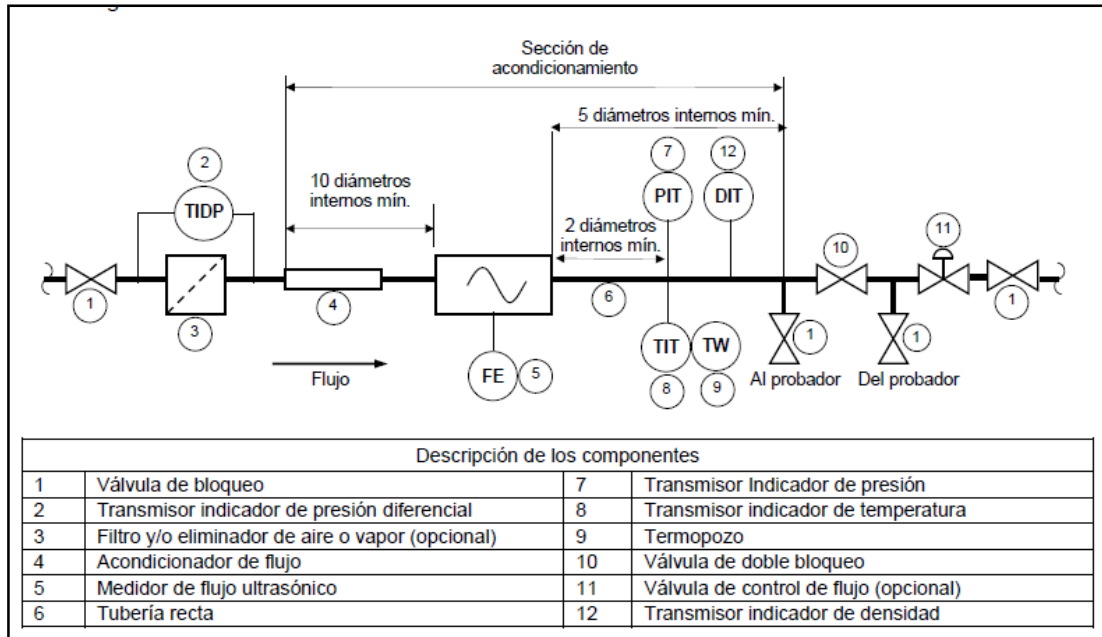 Sección de
acondicionamiento
5 diámetros internos mín.
2
7
12
10 diámetros
internos mín.
TIDP
PIT
DIT
2 diámetros
internos mín.
10
11
1
3
4
6
1
Flujo
FE
5
TIT
TW
1
1
8
9
Al probador
Del probador
Descripción de los componentes
1 Válvula de bloqueo 7 Transmisor Indicador de presión
2 Transmisor indicador de presión diferencial 8 Transmisor indicador de temperatura
3 Filtro y/o eliminador de aire o vapor (opcional) 9 Termopozo
4 Acondicionador de flujo 10 Válvula de doble bloqueo
5 Medidor de flujo ultrasónico 11 Válvula de control de flujo (opcional)
6 Tubería recta 12 Transmisor indicador de densidad